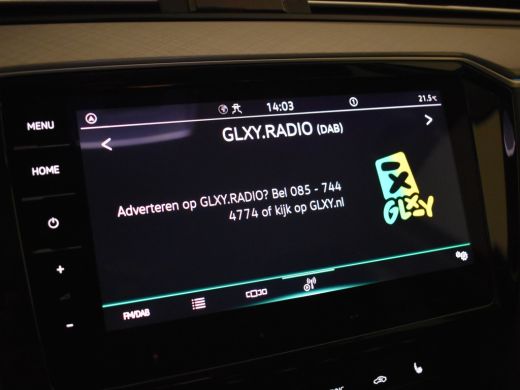 14:03
21.5°C
MENU
GLXY.RADIO (DAB)
HOME
Adverteren op GLXY.RADIO? Bel 085 - 744
4774 of kijk op GLXY.nl
GLXY
+
-
FM/DAB